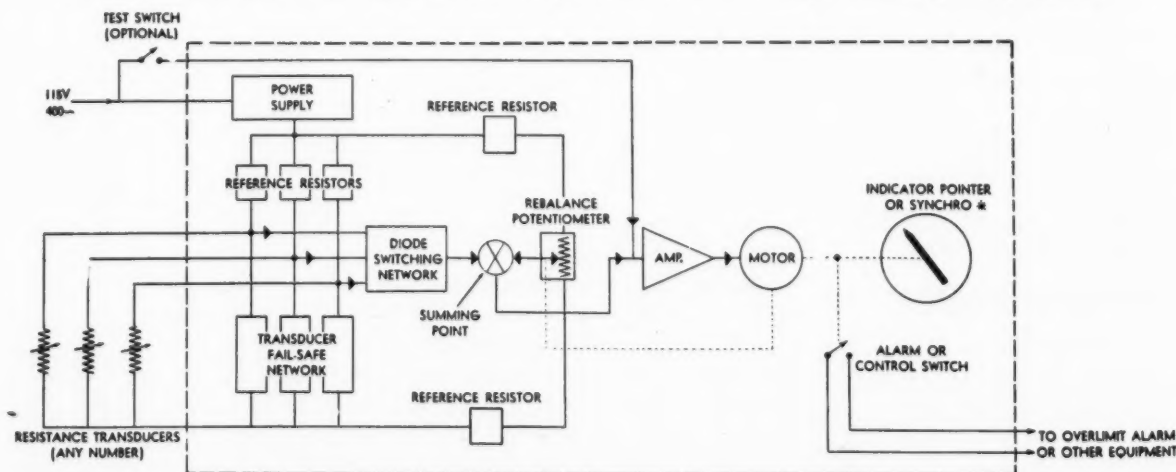 TEST SWITCH
(OPTIONAL)
115V
400~
POWER
SUPPLY
REFERENCE RESISTOR
REFERENCE RESISTORS
REBALANCE
POTENTIOMETER
INDICATOR POINTER
OR SYNCHRO *
DIODE
SWITCHING
NETWORK
AMP.
MOTOR
SUMMING
POINT
TRANSDUCER
FAIL-SAFE
NETWORK
ALARM OR
CONTROL SWITCH
REFERENCE RESISTOR
RESISTANCE TRANSDUCERS
(ANY NUMBER)
TO OVERLIMIT ALARM
OR OTHER EQUIPMENT